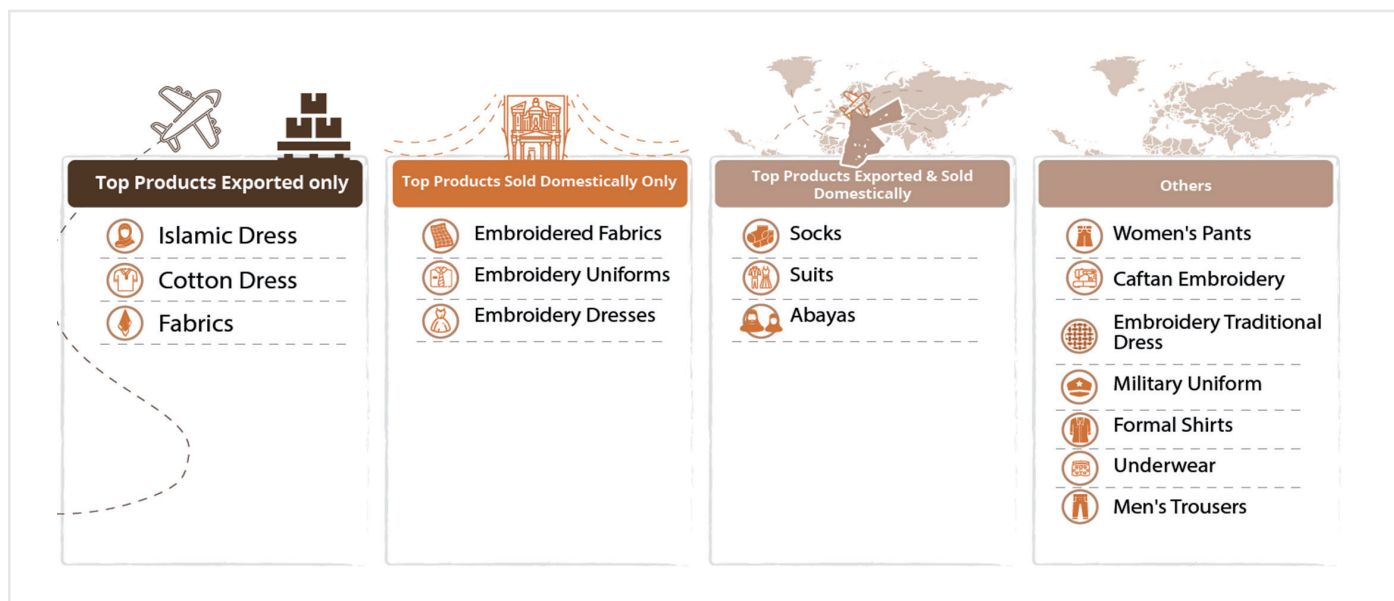 Top Products Exported only
Islamic Dress
Cotton Dress
Fabrics
Top Products Sold Domestically Only
Embroidered Fabrics
Embroidery Uniforms
Embroidery Dresses
Top Products Exported & Sold
Domestically
Socks
Suits
Abayas
Others
Women's Pants
Caftan Embroidery
Embroidery Traditional
Dress
Military Uniform
Formal Shirts
Underwear
Men's Trousers